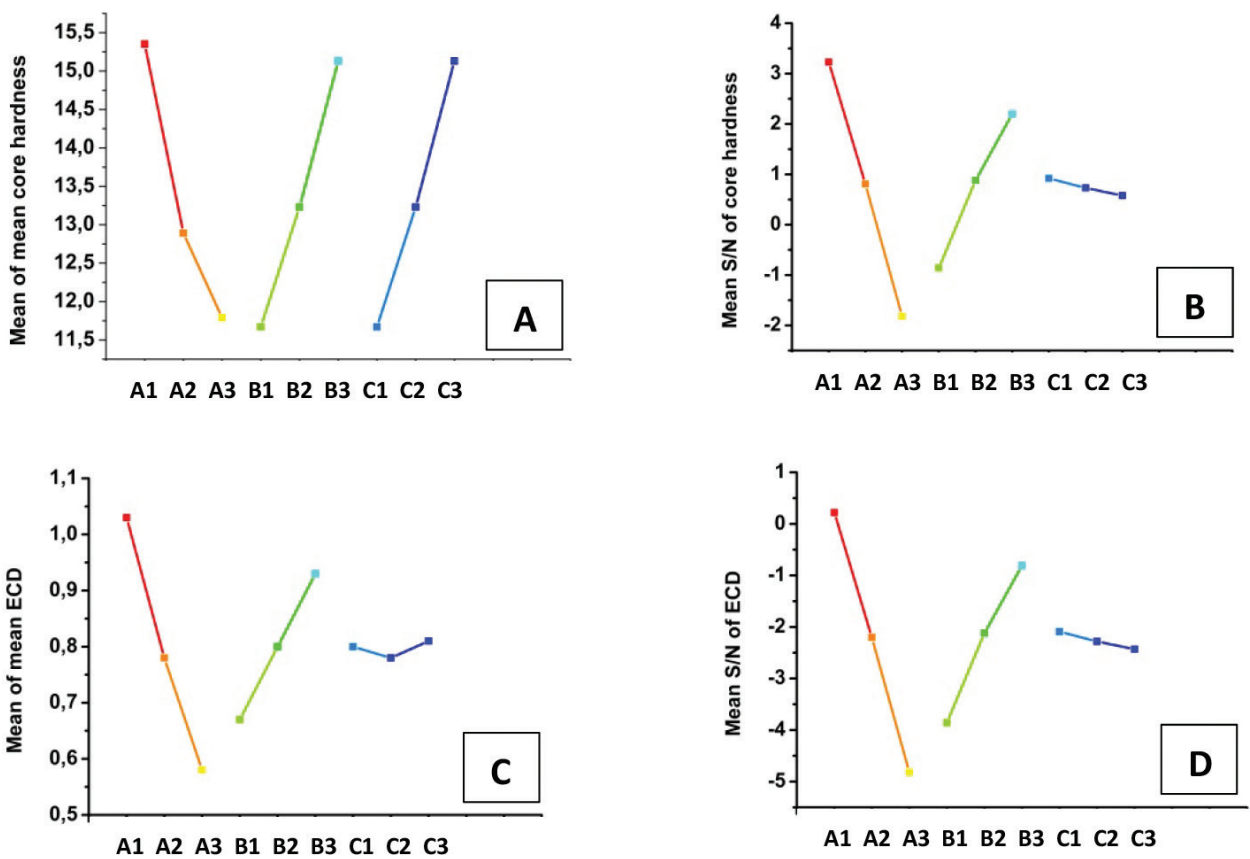 Mean of mean core hardness
15,5
15,0
14,5
14,0
13,5
13,0
12,5
12,0
11,5
A1 A2 A3 B1 B2 B3 C1 C2 C3
A
Mean S/N of core hardness
4
3
2
1
0
-1
-2
A1 A2 A3 B1 B2 B3 C1 C2 C3
B
Mean of mean ECD
1,1
1,0
0,9
0,8
0,7
0,6
0,5
A1 A2 A3 B1 B2 B3 C1 C2 C3
C
Mean S/N of ECD
1
0
-1
-2
-3
-4
-5
A1 A2 A3 B1 B2 B3 C1 C2 C3
D